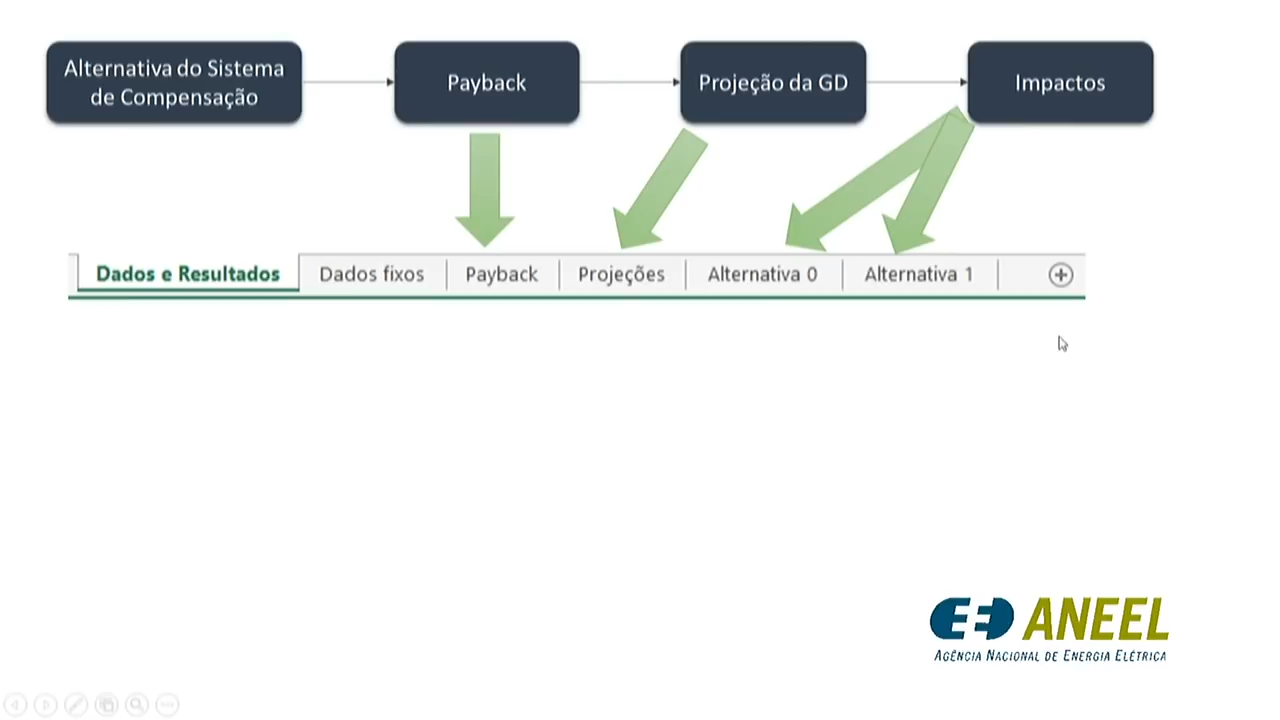 Alternativa do Sistema
de Compensação
Payback
Projeção da GD
Impactos
Dados e Resultados
Dados fixos
Payback
Projeções
Alternativa 0
Alternativa 1
ANEEL
AGÊNCIA NACIONAL DE ENERGIA ELÉTRICA